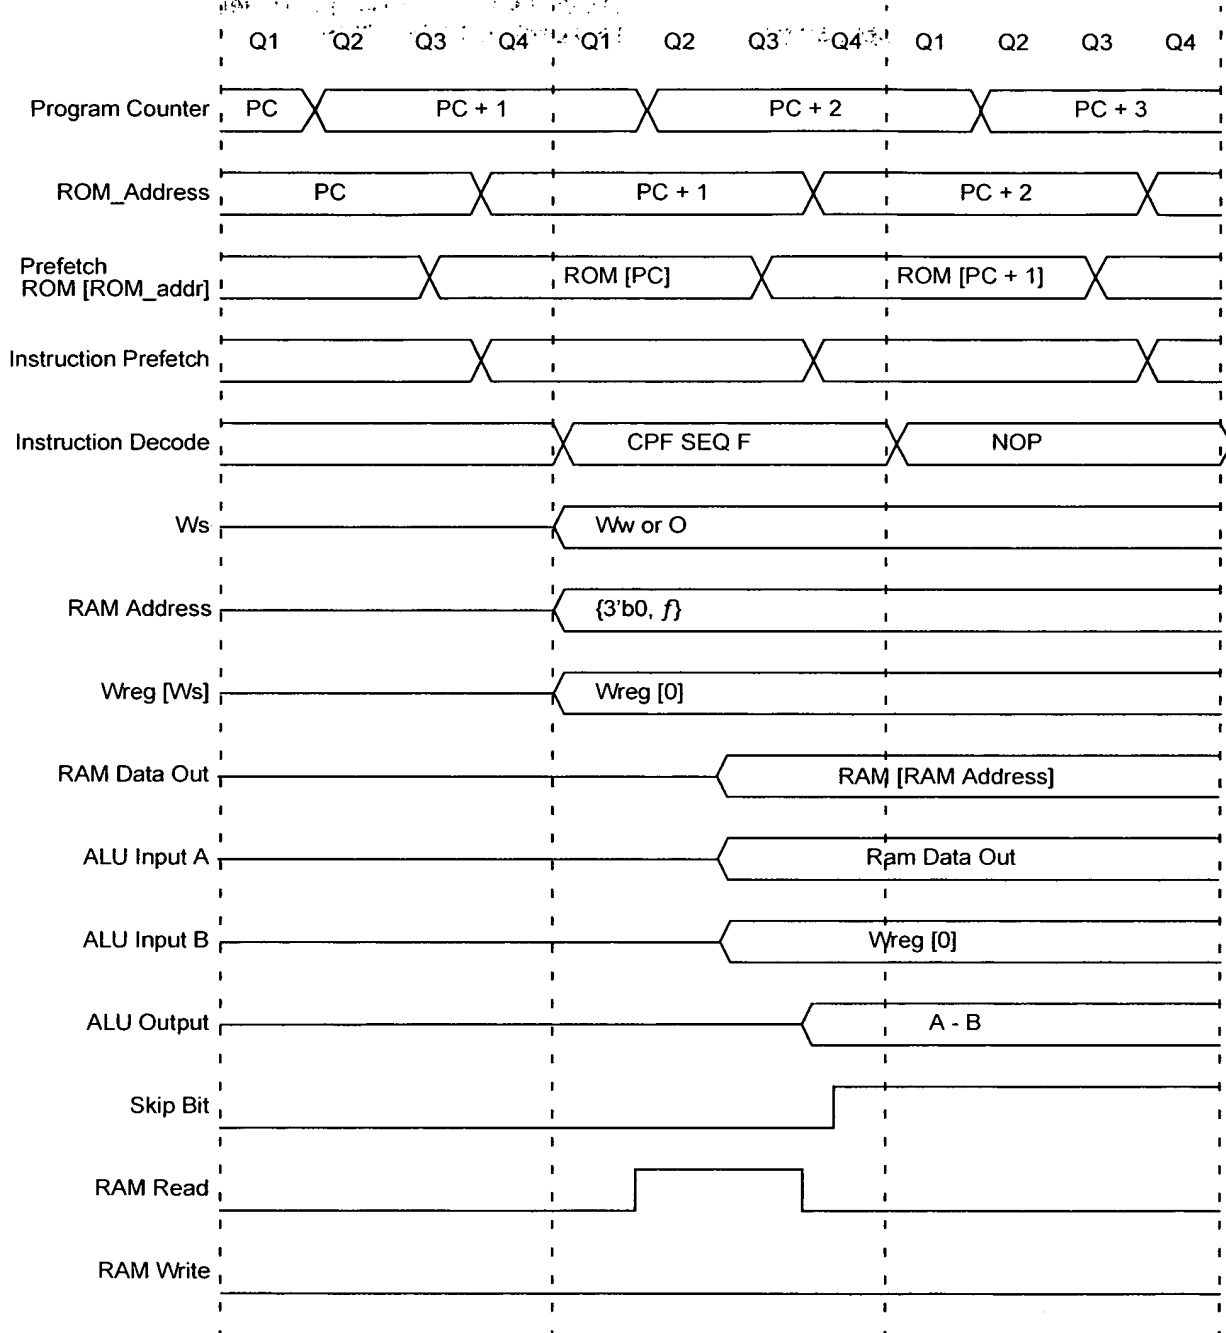 Q1 Q2 Q3 Q4 Q1 Q2 Q3 Q4 Q1 Q2 Q3 Q4
Program Counter PC PC + 1 PC + 2 PC + 3
ROM_Address PC PC + 1 PC + 2
Prefetch
ROM [ROM_addr] ROM [PC] ROM [PC + 1]
Instruction Prefetch
Instruction Decode CPF SEQ F NOP
Ws Ww or O
RAM Address {3'b0, f}
Wreg [Ws] Wreg [0]
RAM Data Out RAM [RAM Address]
ALU Input A Ram Data Out
ALU Input B Wreg [0]
ALU Output A - B
Skip Bit
RAM Read
RAM Write